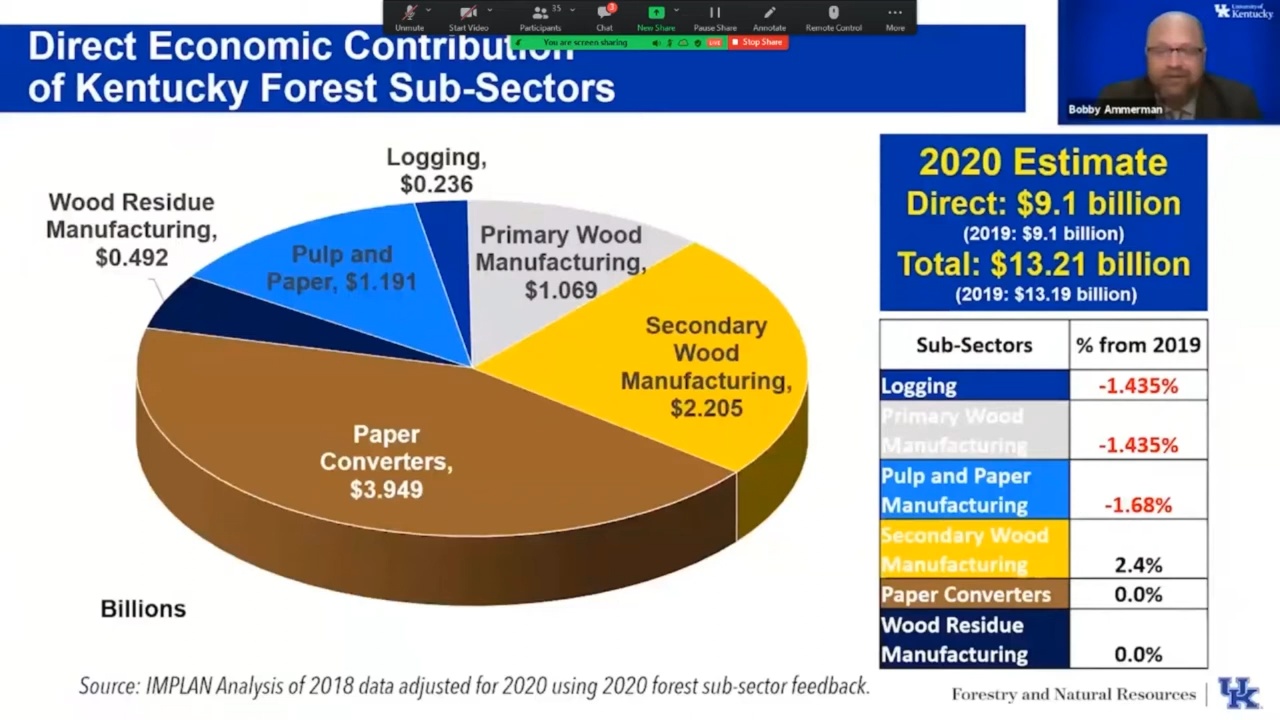 Unmute
Start Video
35
Participants
3
Chat
New Share
Pause Share
Annotate
Remote Control
More
You are screen sharing
LIVE
Stop Share
Direct Economic Contribution
of Kentucky Forest Sub-Sectors
University of
Kentucky
Bobby Ammerman
Logging,
$0.236
Wood Residue
Manufacturing,
$0.492
Pulp and
Paper, $1.191
Primary Wood
Manufacturing,
$1.069
Secondary
Wood
Manufacturing,
$2.205
Paper
Converters,
$3.949
Billions
2020 Estimate
Direct: $9.1 billion
(2019: $9.1 billion)
Total: $13.21 billion
(2019: $13.19 billion)
Sub-Sectors % from 2019
Logging -1.435%
Primary Wood
Manufacturing -1.435%
Pulp and Paper
Manufacturing -1.68%
Secondary Wood
Manufacturing 2.4%
Paper Converters 0.0%
Wood Residue
Manufacturing 0.0%
Source: IMPLAN Analysis of 2018 data adjusted for 2020 using 2020 forest sub-sector feedback.
Forestry and Natural Resources UK